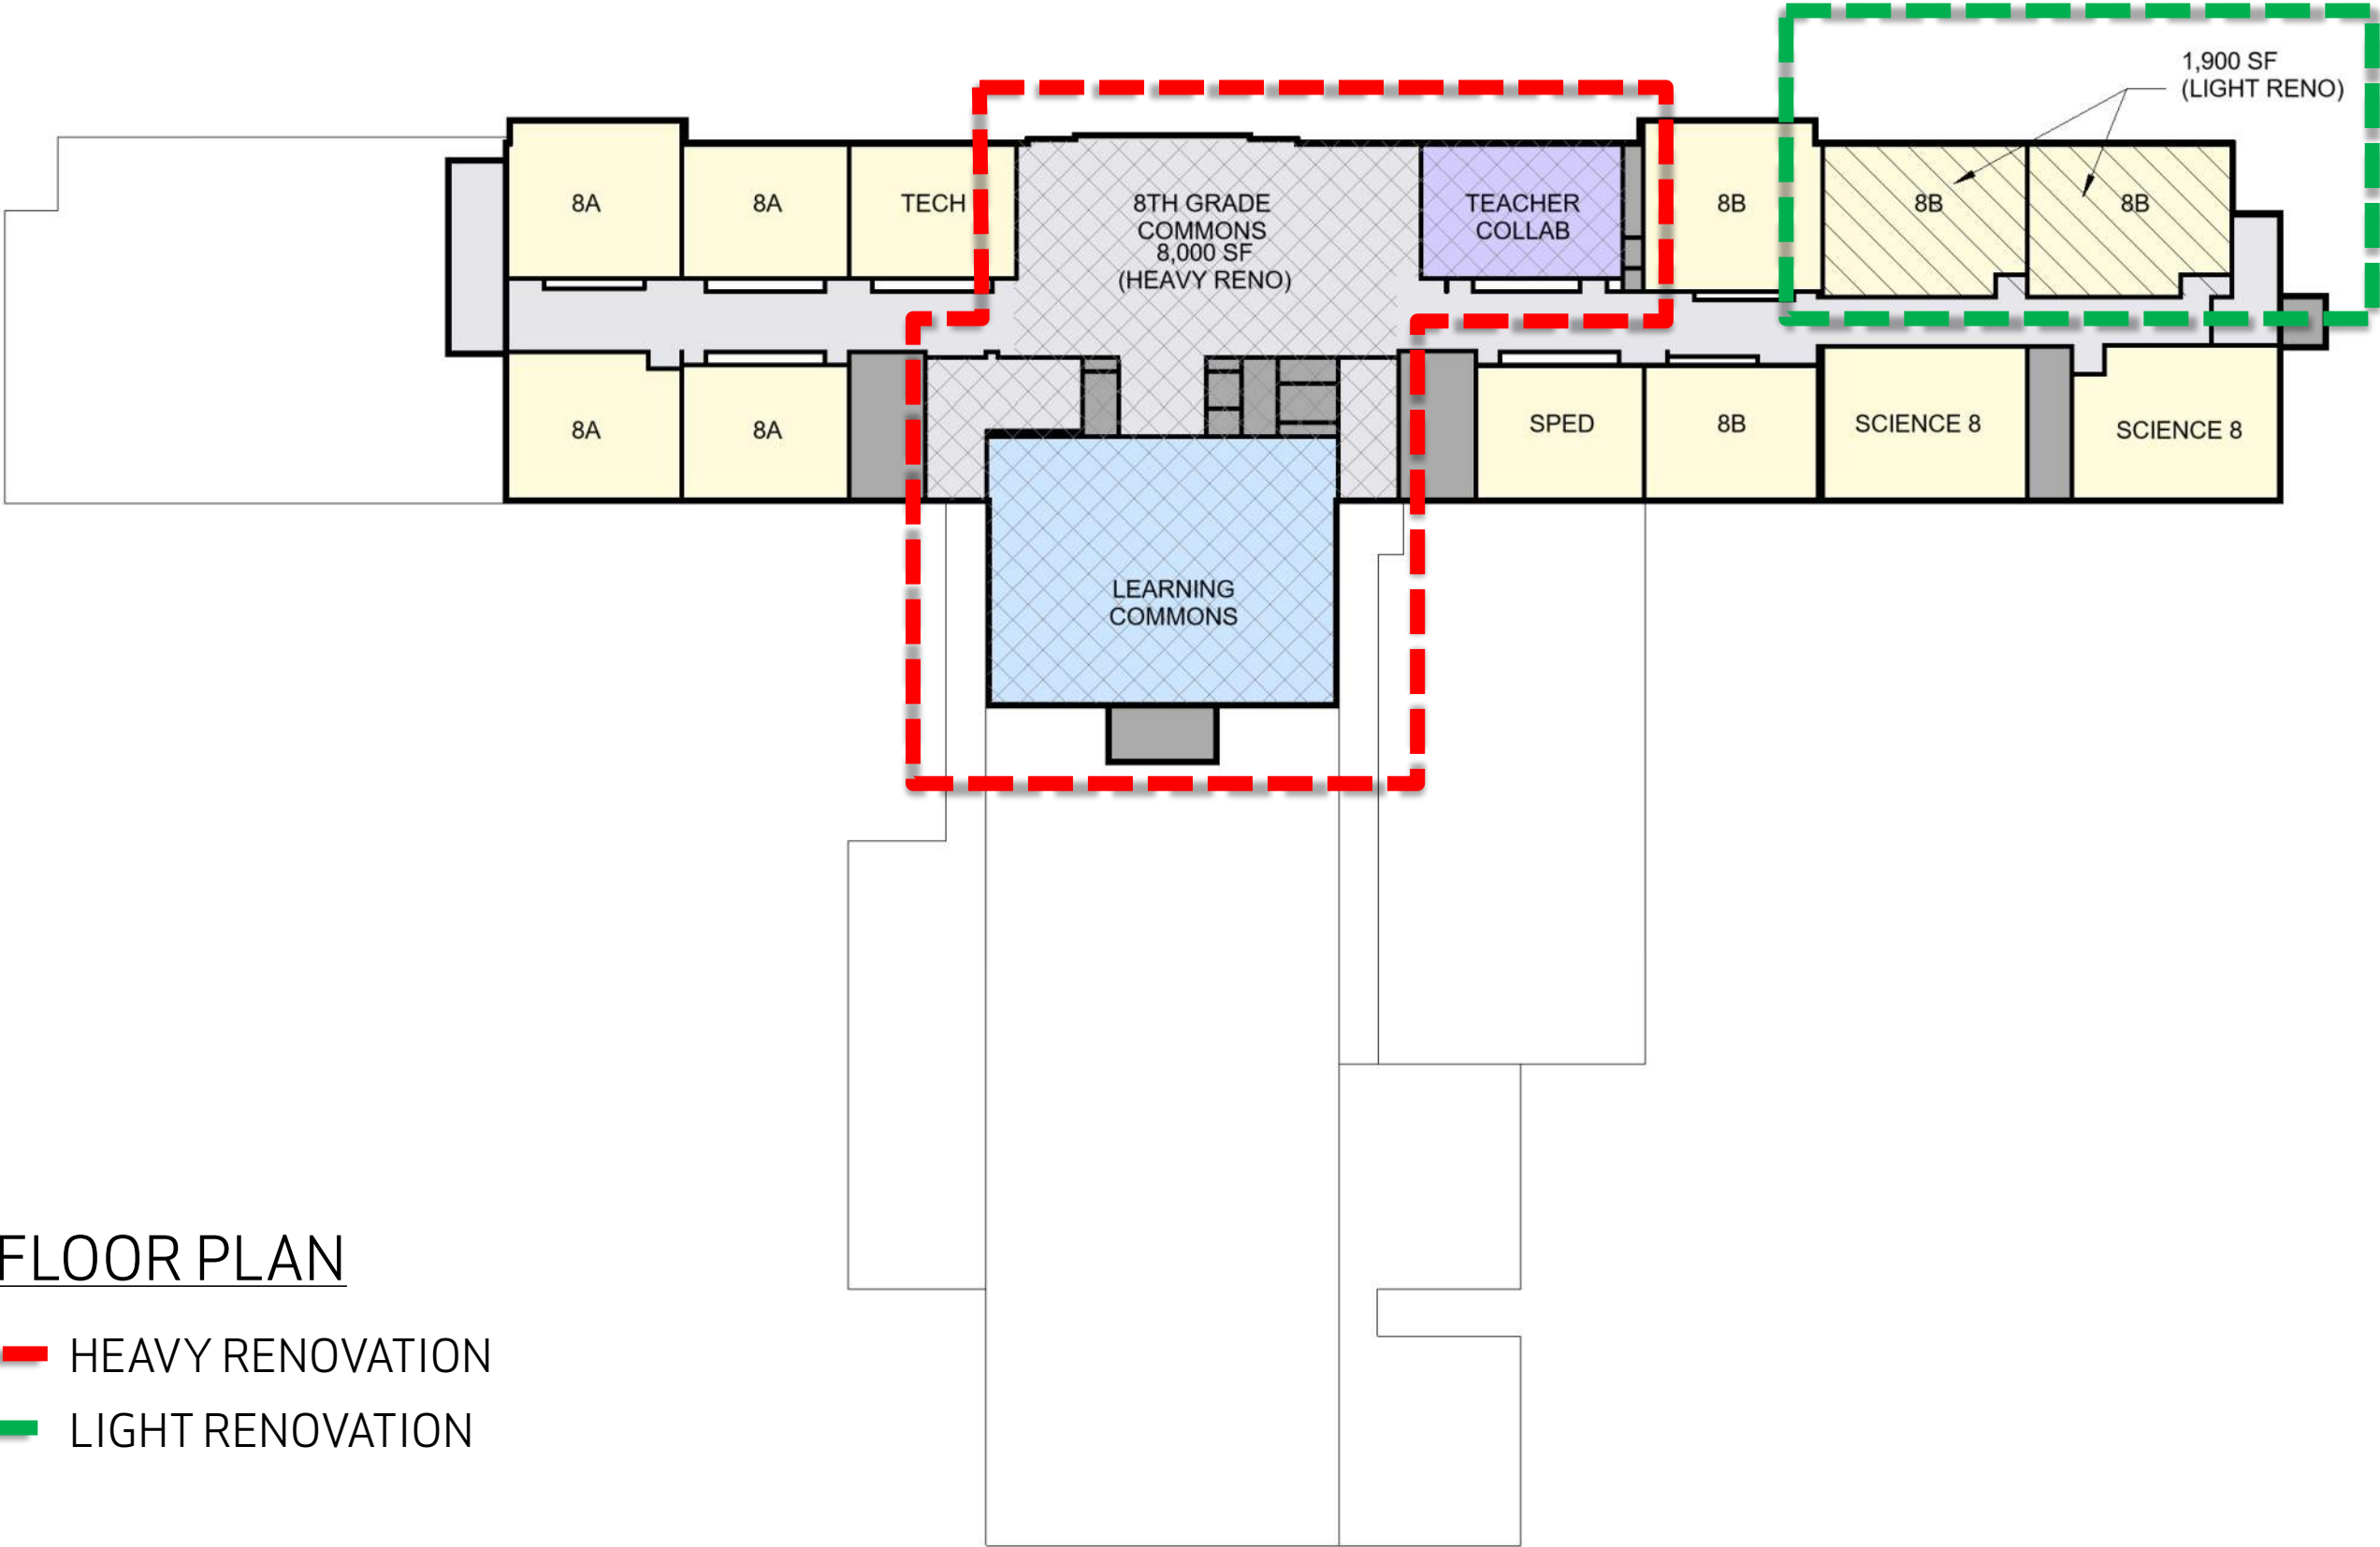 1,900 SF
(LIGHT RENO)
8A
8A
TECH
8TH GRADE
COMMONS
8,000 SF
(HEAVY RENO)
TEACHER
COLLAB
8B
8B
8B
8A
8A
SPED
8B
SCIENCE 8
SCIENCE 8
LEARNING
COMMONS
FLOOR PLAN
HEAVY RENOVATION
LIGHT RENOVATION